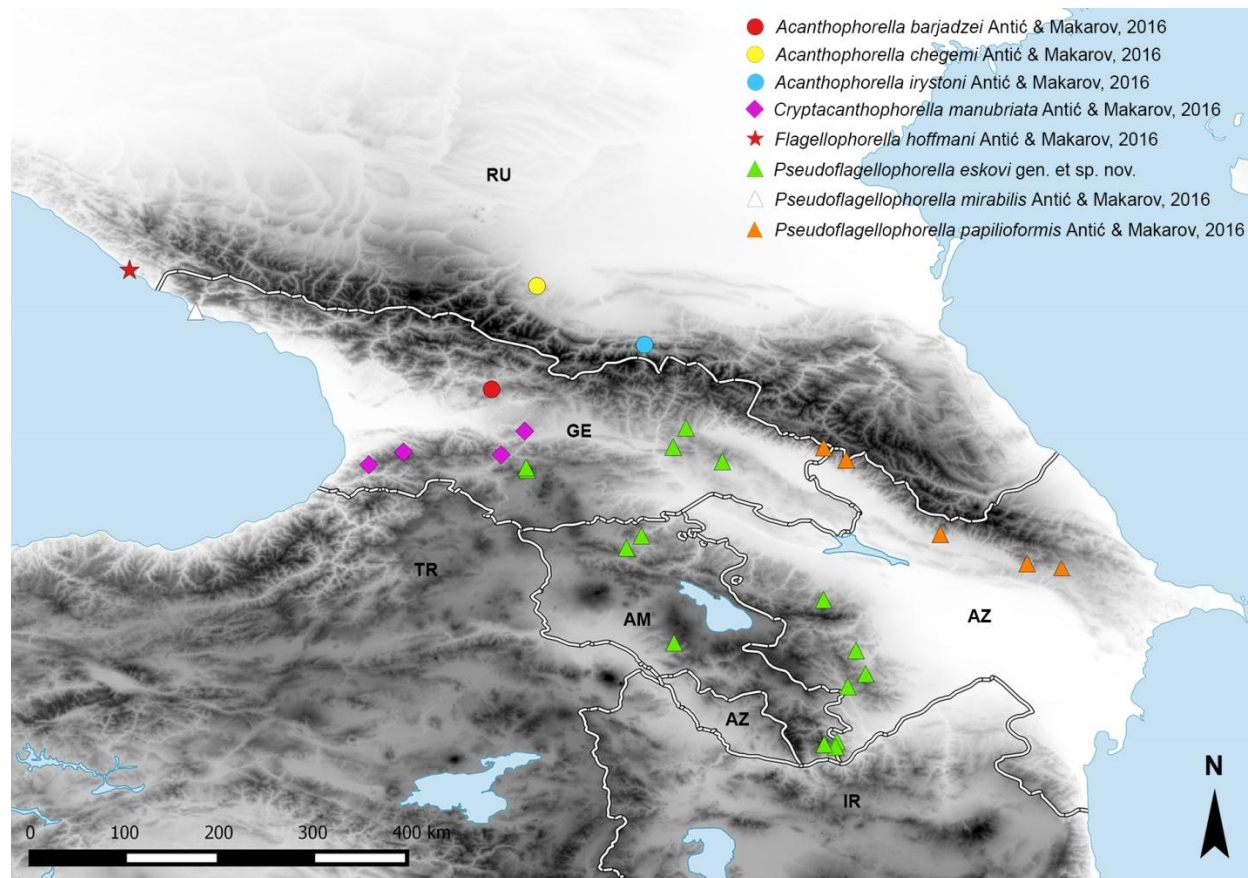 Acanthophorella barjadzei Antić & Makarov, 2016
Acanthophorella chegemi Antić & Makarov, 2016
Acanthophorella irystoni Antić & Makarov, 2016
Cryptacanthophorella manubriata Antić & Makarov, 2016
Flagellophorella hoffmani Antić & Makarov, 2016
Pseudoflagellophorella eskovi gen. et sp. nov.
Pseudoflagellophorella mirabilis Antić & Makarov, 2016
Pseudoflagellophorella papilioformis Antić & Makarov, 2016
RU
GE
TR
AM
AZ
AZ
IR
N
0 100 200 300 400 km